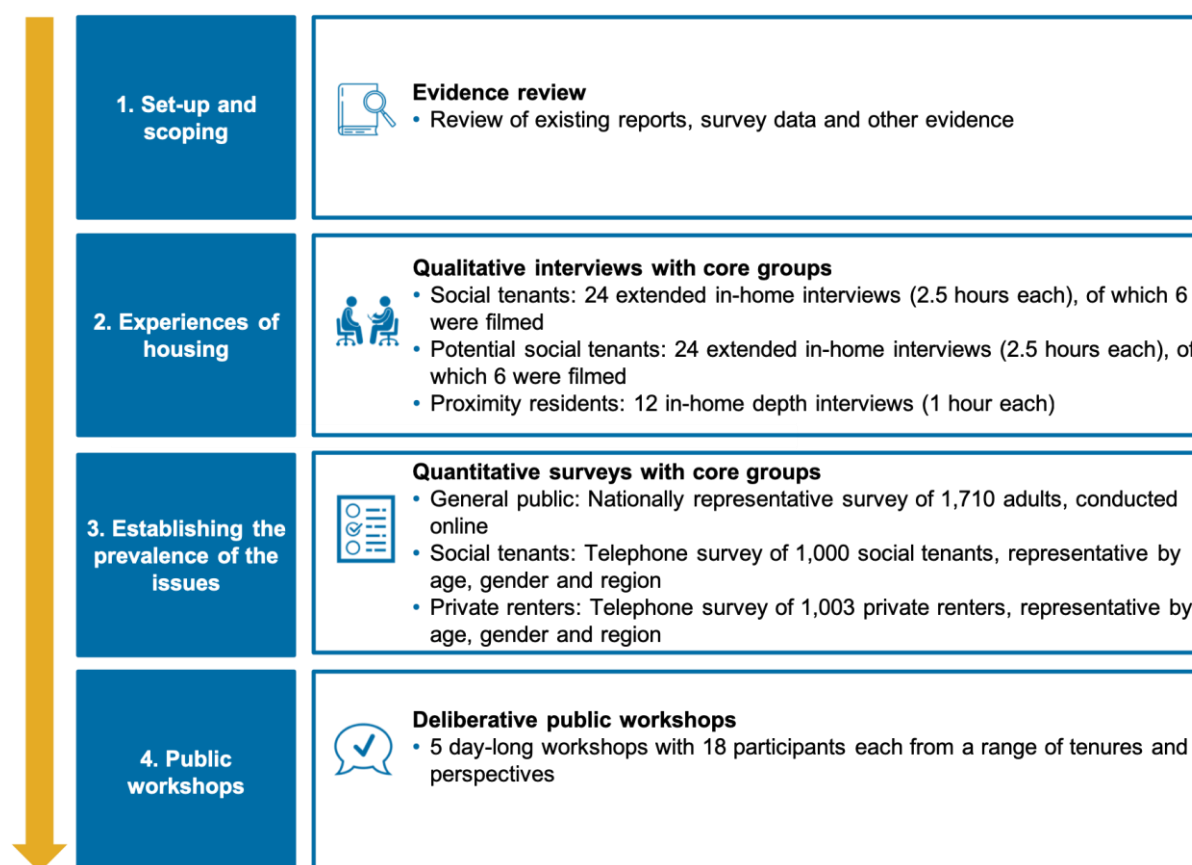 1. Set-up and
scoping
Evidence review
• Review of existing reports, survey data and other evidence
2. Experiences of
housing
Qualitative interviews with core groups
• Social tenants: 24 extended in-home interviews (2.5 hours each), of which 6
were filmed
• Potential social tenants: 24 extended in-home interviews (2.5 hours each), of
which 6 were filmed
• Proximity residents: 12 in-home depth interviews (1 hour each)
3. Establishing the
prevalence of the
issues
Quantitative surveys with core groups
• General public: Nationally representative survey of 1,710 adults, conducted
online
• Social tenants: Telephone survey of 1,000 social tenants, representative by
age, gender and region
• Private renters: Telephone survey of 1,003 private renters, representative by
age, gender and region
4. Public
workshops
Deliberative public workshops
• 5 day-long workshops with 18 participants each from a range of tenures and
perspectives